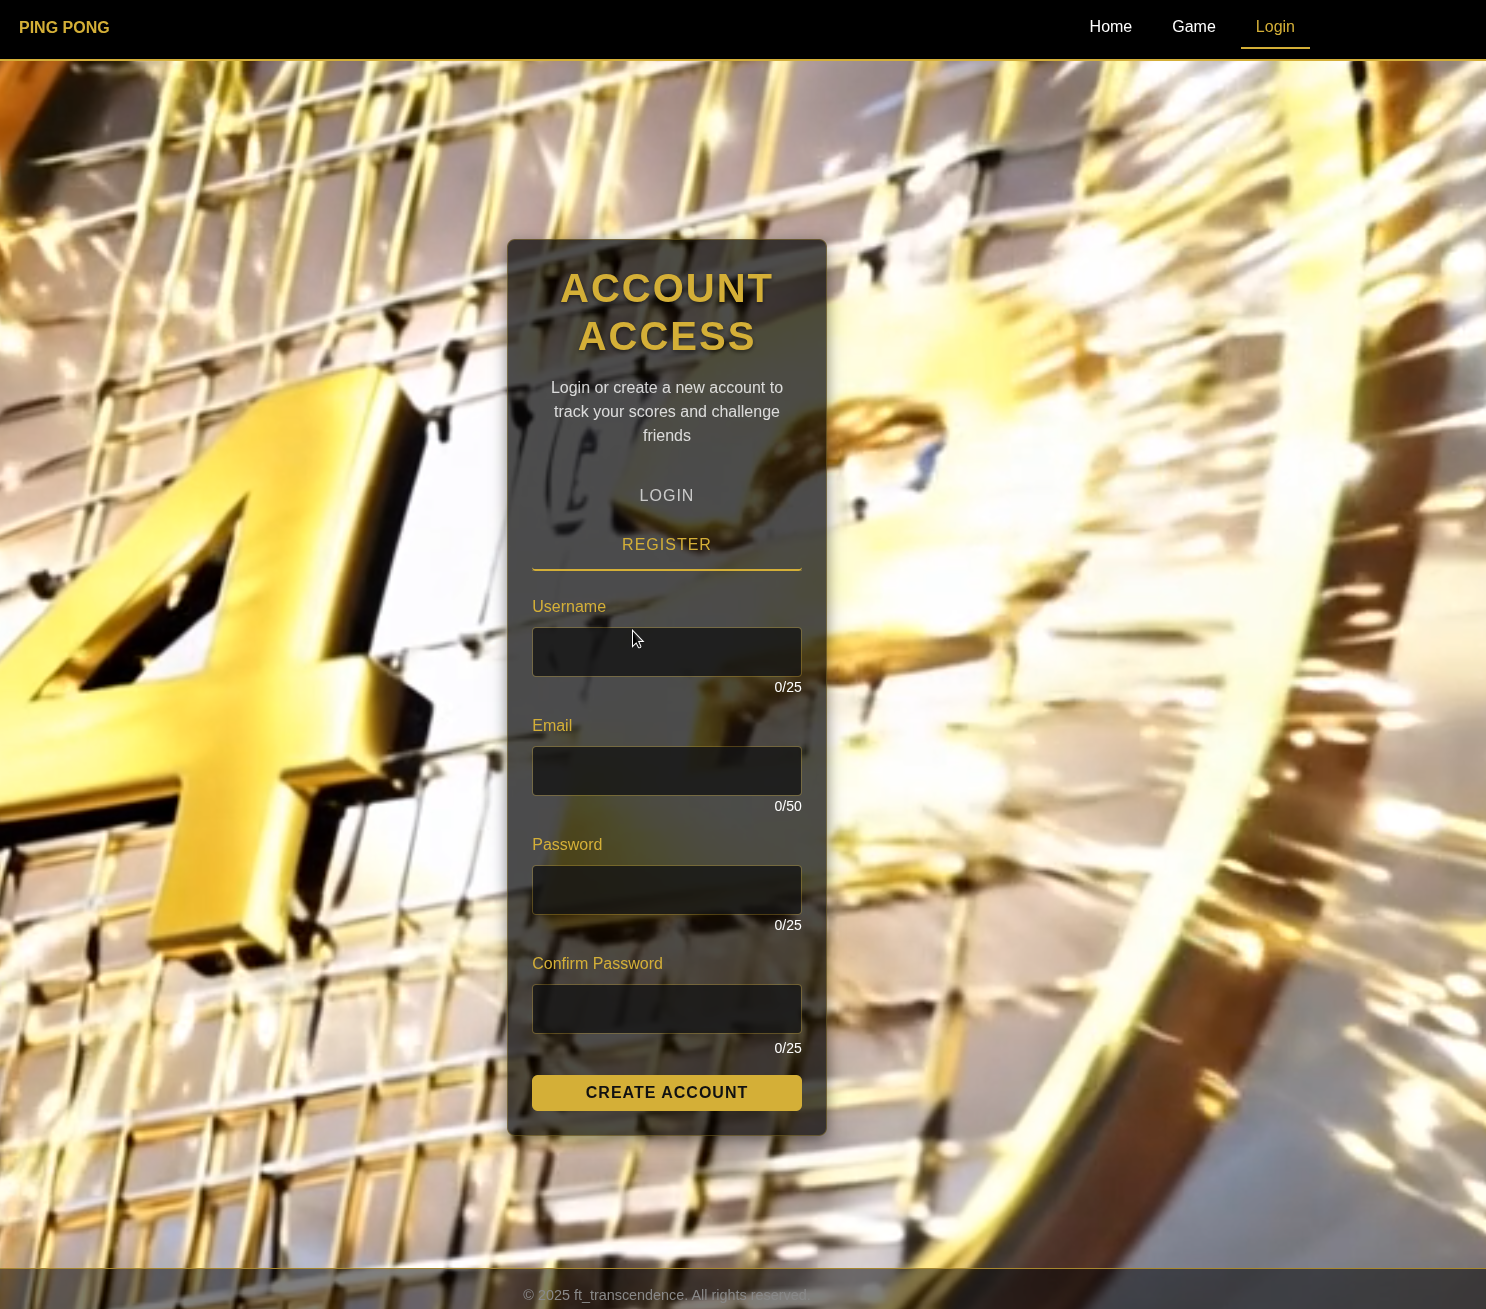 PING PONG
Home Game Login
ACCOUNT
ACCESS
Login or create a new account to
track your scores and challenge
friends
LOGIN
REGISTER
Username
0/25
Email
0/50
Password
0/25
Confirm Password
0/25
CREATE ACCOUNT
© 2025 ft_transcendence. All rights reserved.
4